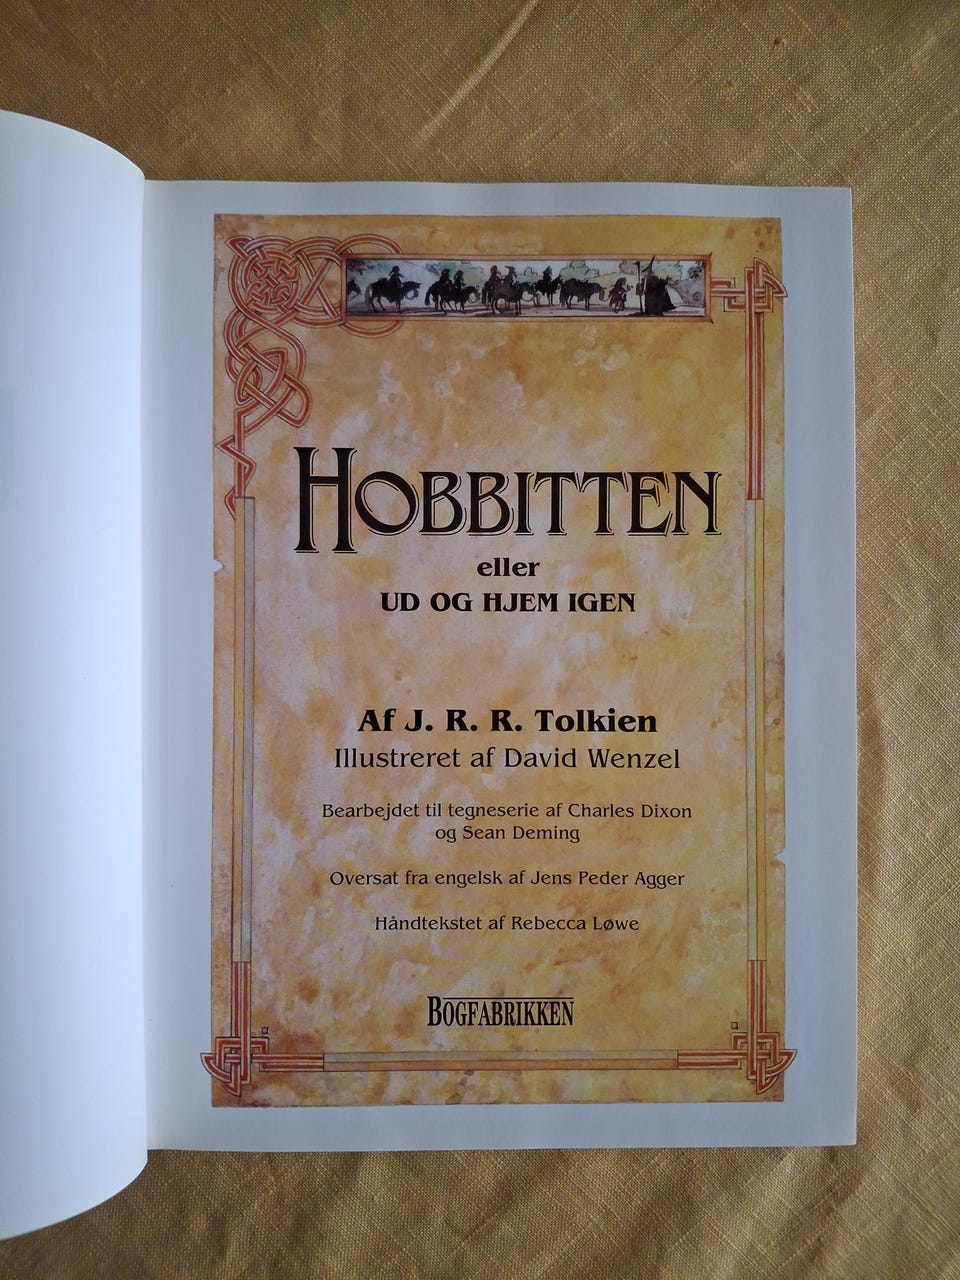 HOBBITTEN
eller
UD OG HJEM IGEN
Af J. R. R. Tolkien
Illustreret af David Wenzel
Bearbejdet til tegneserie af Charles Dixon
og Sean Deming
Oversat fra engelsk af Jens Peder Agger
Håndtekstet af Rebecca Løwe
BOGFABRIKKEN